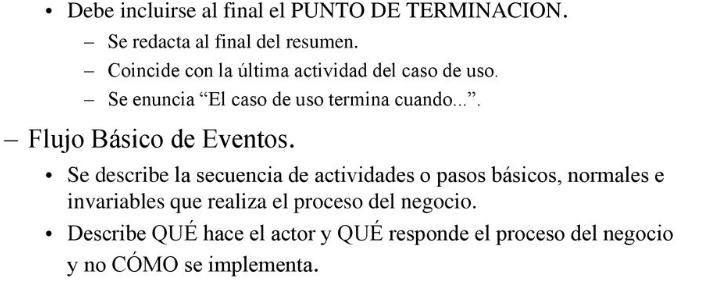 • Debe incluirse al final el PUNTO DE TERMINACION.
– Se redacta al final del resumen.
– Coincide con la última actividad del caso de uso.
– Se enuncia “El caso de uso termina cuando...”.
– Flujo Básico de Eventos.
• Se describe la secuencia de actividades o pasos básicos, normales e
invariables que realiza el proceso del negocio.
• Describe QUÉ hace el actor y QUÉ responde el proceso del negocio
y no CÓMO se implementa.